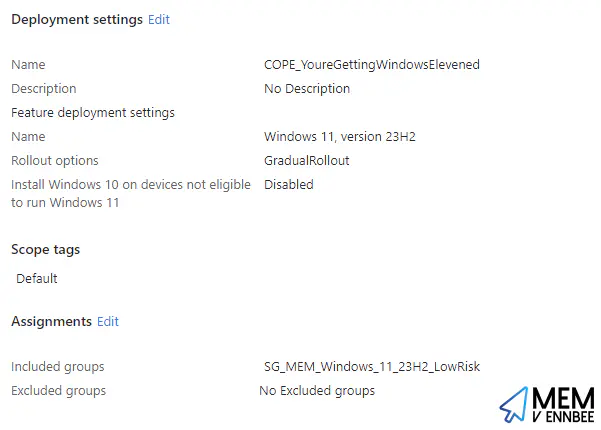 Deployment settings Edit
Name COPE_YoureGettingWindowsElevened
Description No Description
Feature deployment settings
Name Windows 11, version 23H2
Rollout options GradualRollout
Install Windows 10 on devices not eligible Disabled
to run Windows 11
Scope tags
Default
Assignments Edit
Included groups SG_MEM_Windows_11_23H2_LowRisk
Excluded groups No Excluded groups
MEM
V ENNBEE